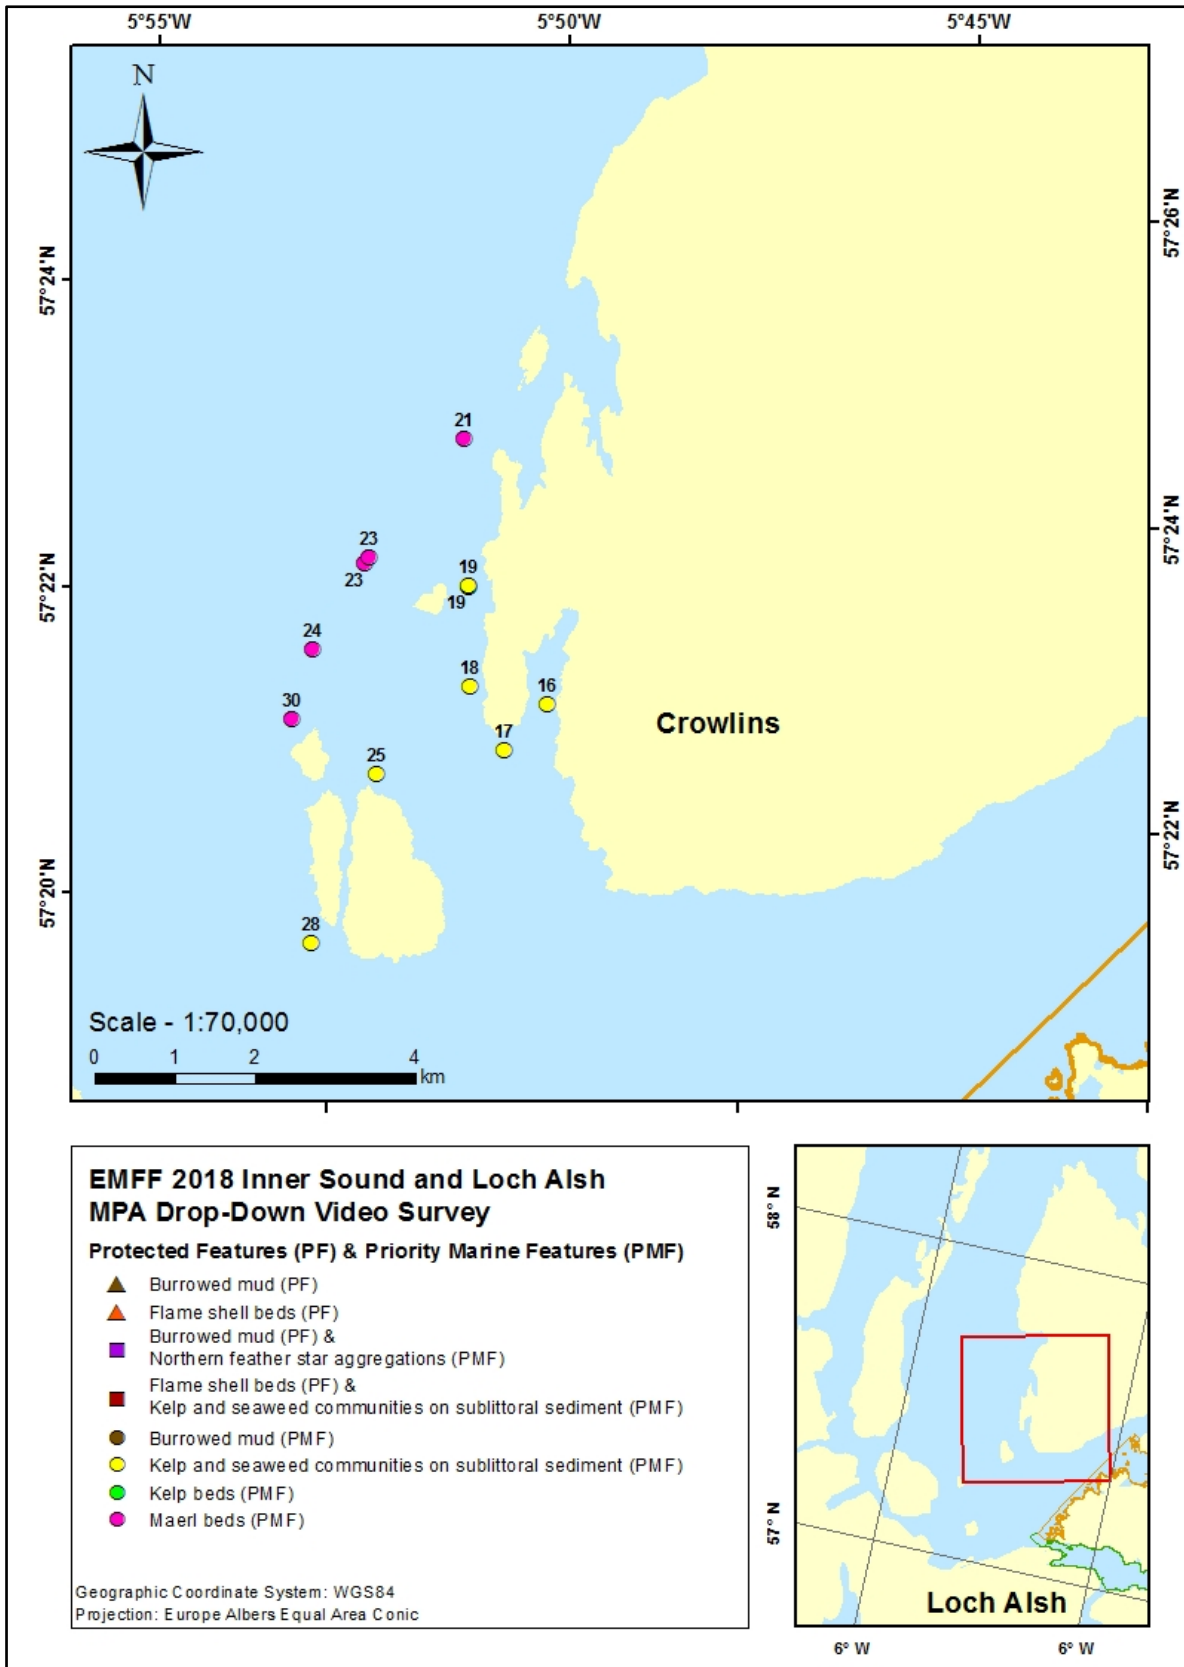 5°55'W 5°50'W 5°45'W
N
57°26'N
57°24'N
21
57°24'N
23
19
57°22'N
23
19
24
18
16
30
Crowlins
17
25
57°22'N
57°20'N
28
Scale - 1:70,000
0 1 2 4
km
EMFF 2018 Inner Sound and Loch Alsh
MPA Drop-Down Video Survey
Protected Features (PF) & Priority Marine Features (PMF)
Burrowed mud (PF)
Flame shell beds (PF)
Burrowed mud (PF) &
Northern feather star aggregations (PMF)
Flame shell beds (PF) &
Kelp and seaweed communities on sublittoral sediment (PMF)
Burrowed mud (PMF)
Kelp and seaweed communities on sublittoral sediment (PMF)
Kelp beds (PMF)
Maerl beds (PMF)
Geographic Coordinate System: WGS84
Projection: Europe Albers Equal Area Conic
58° N
57° N
Loch Alsh
6° W 6° W